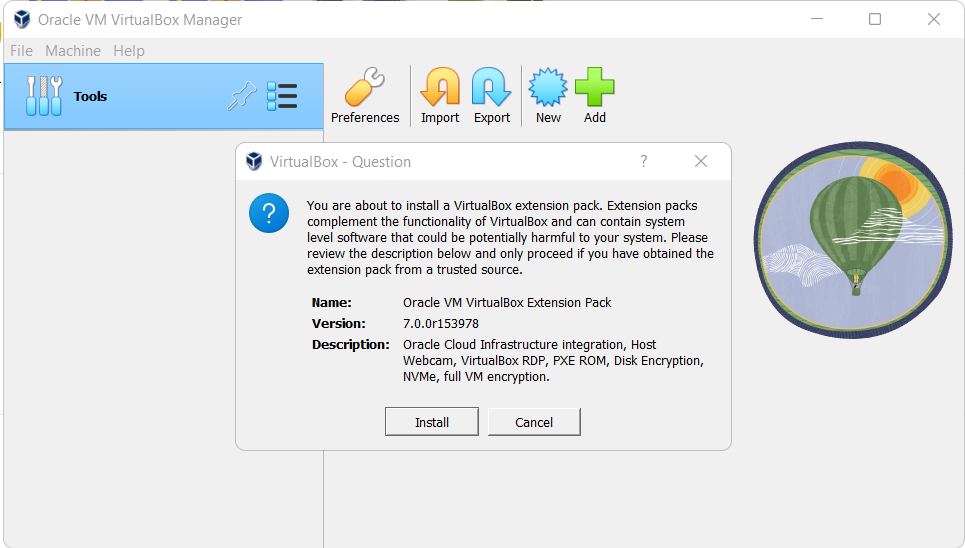 Oracle VM VirtualBox Manager
File Machine Help
Tools
Preferences Import Export New Add
VirtualBox - Question
?
?
You are about to install a VirtualBox extension pack. Extension packs
complement the functionality of VirtualBox and can contain system
level software that could be potentially harmful to your system. Please
review the description below and only proceed if you have obtained the
extension pack from a trusted source.
Name: Oracle VM VirtualBox Extension Pack
Version: 7.0.0r153978
Description: Oracle Cloud Infrastructure integration, Host
Webcam, VirtualBox RDP, PXE ROM, Disk Encryption,
NVMe, full VM encryption.
Install Cancel